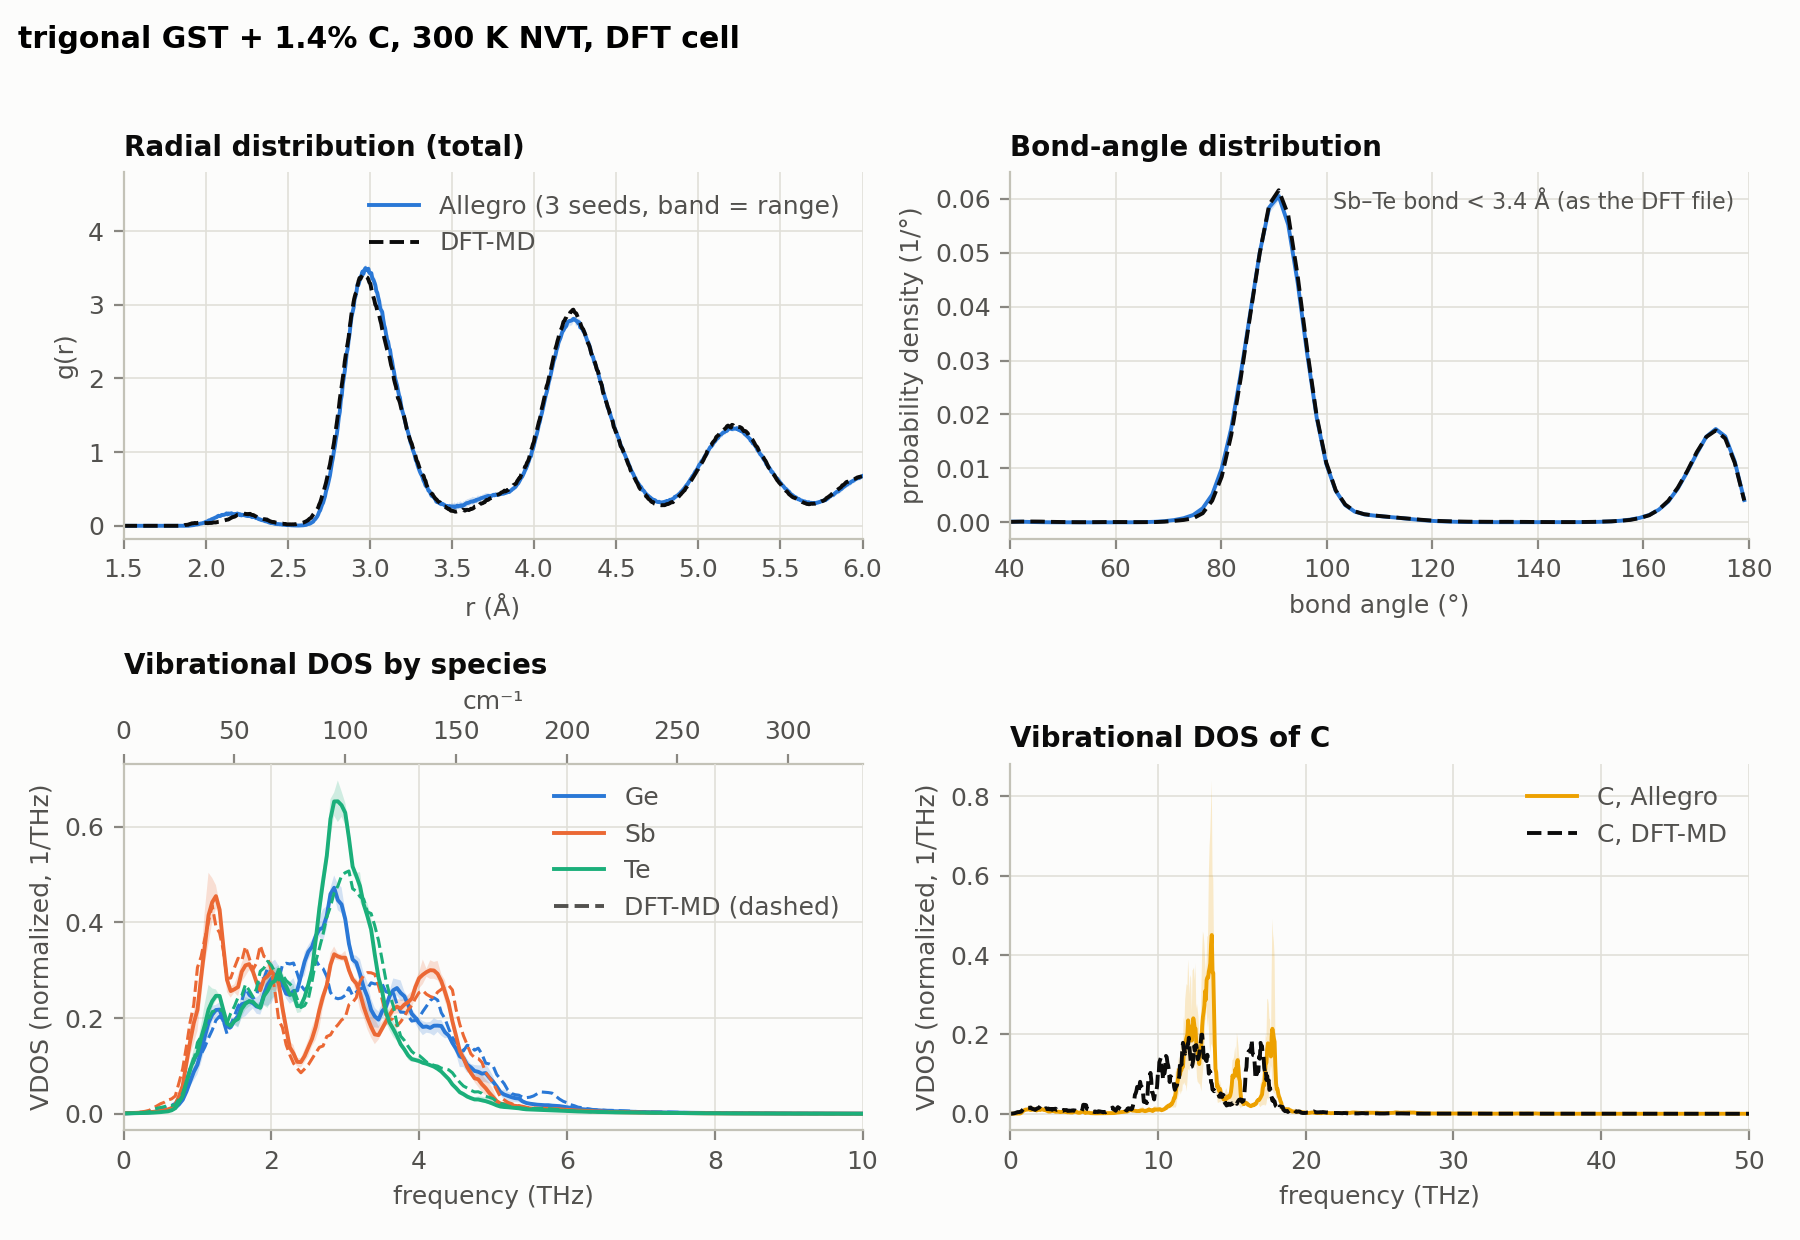 trigonal GST + 1.4% C, 300 K NVT, DFT cell
Radial distribution (total)
Allegro (3 seeds, band = range)
DFT-MD
g(r)
4
3
2
1
0
1.5 2.0 2.5 3.0 3.5 4.0 4.5 5.0 5.5 6.0
r (Å)
Bond-angle distribution
Sb–Te bond < 3.4 Å (as the DFT file)
probability density (1/°)
0.06
0.05
0.04
0.03
0.02
0.01
0.00
40 60 80 100 120 140 160 180
bond angle (°)
Vibrational DOS by species
cm⁻¹
0 50 100 150 200 250 300
Ge
Sb
Te
DFT-MD (dashed)
VDOS (normalized, 1/THz)
0.6
0.4
0.2
0.0
0 2 4 6 8 10
frequency (THz)
Vibrational DOS of C
C, Allegro
C, DFT-MD
VDOS (normalized, 1/THz)
0.8
0.6
0.4
0.2
0.0
0 10 20 30 40 50
frequency (THz)